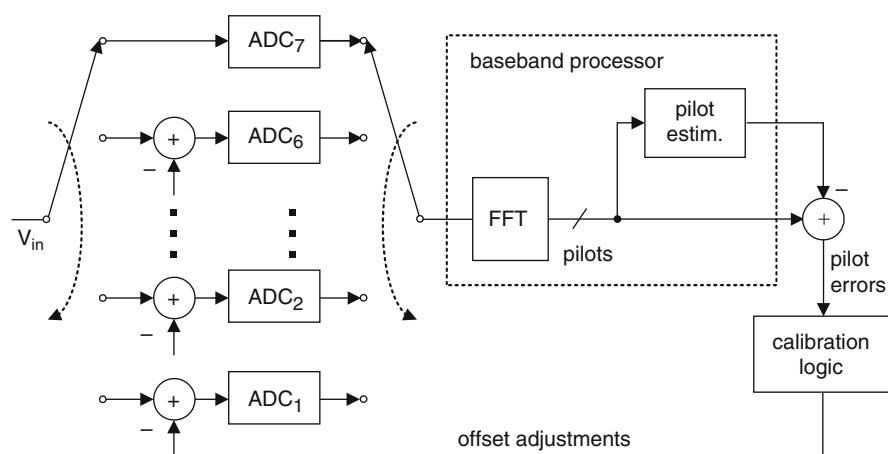 ADC7
baseband processor
ADC6
pilot
estim.
–
–
FFT
+
+
Vin
pilots
pilot
errors
ADC2
+
–
calibration
logic
ADC1
+
–
offset adjustments